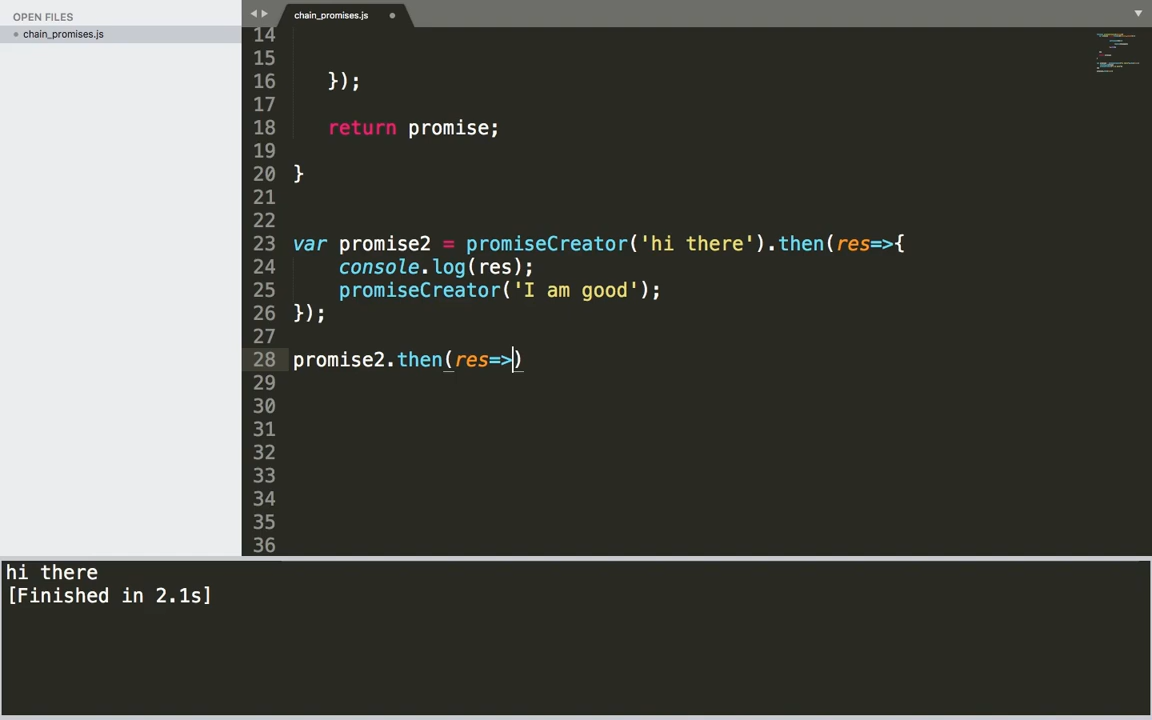 OPEN FILES
chain_promises.js
chain_promises.js
14
15
16 });
17
18 return promise;
19
20 }
21
22
23 var promise2 = promiseCreator('hi there').then(res=>{
24 console.log(res);
25 promiseCreator('I am good');
26 });
27
28 promise2.then(res=>)
29
30
31
32
33
34
35
36
hi there
[Finished in 2.1s]